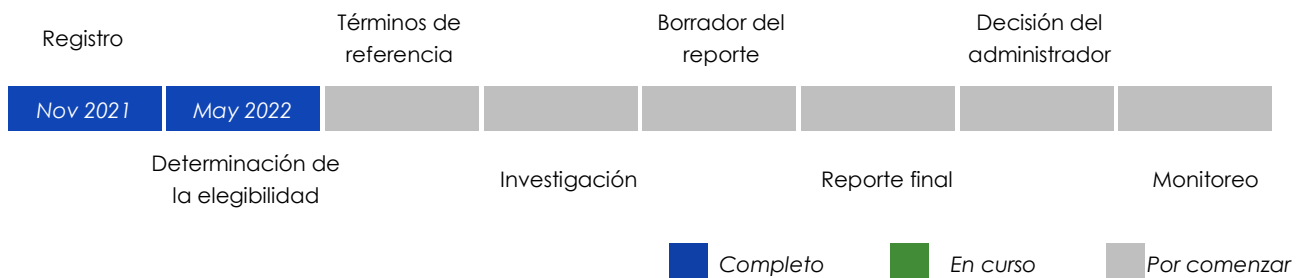 Registro
Términos de
referencia
Borrador del
reporte
Decisión del
administrador
Nov 2021
May 2022
Determinación de
la elegibilidad
Investigación
Reporte final
Monitoreo
Completo
En curso
Por comenzar